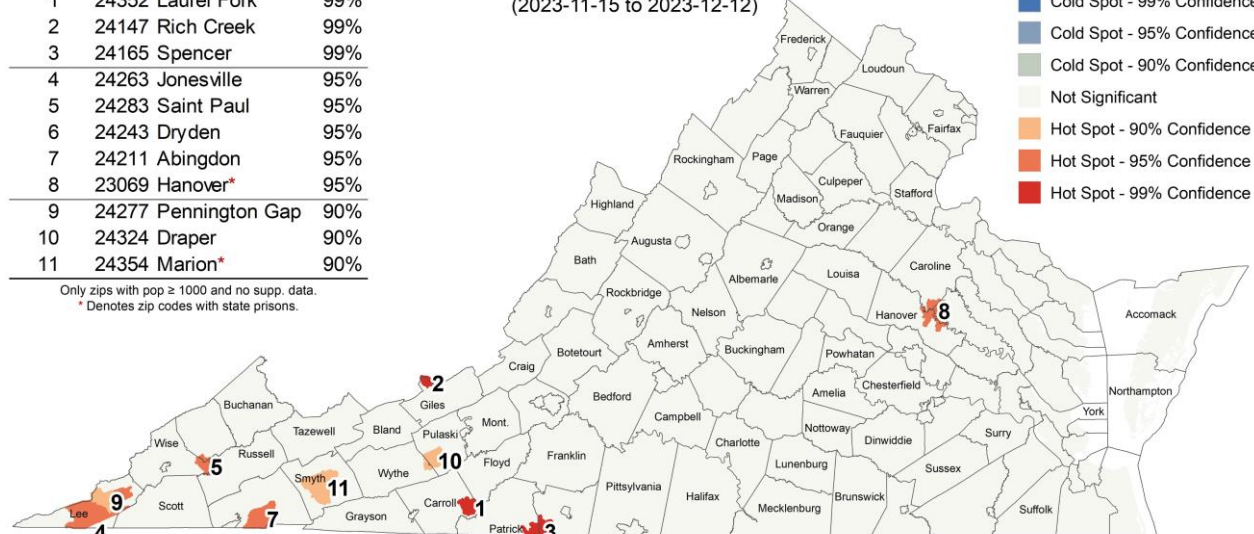 1 24352 Laurel Fork 99%
2 24147 Rich Creek 99%
3 24165 Spencer 99%
4 24263 Jonesville 95%
5 24283 Saint Paul 95%
6 24243 Dryden 95%
7 24211 Abingdon 95%
8 23069 Hanover* 95%
9 24277 Pennington Gap 90%
10 24324 Draper 90%
11 24354 Marion* 90%
Only zips with pop ≥ 1000 and no supp. data.
* Denotes zip codes with state prisons.
(2023-11-15 to 2023-12-12)
Cold Spot - 99% Confidence
Cold Spot - 95% Confidence
Cold Spot - 90% Confidence
Not Significant
Hot Spot - 90% Confidence
Hot Spot - 95% Confidence
Hot Spot - 99% Confidence
Frederick
Loudoun
Warren
Fauquier
Fairfax
Rockingham
Page
Culpeper
Madison
Stafford
Highland
Orange
Augusta
Bath
Albemarle
Louisa
Caroline
Rockbridge
Nelson
Hanover
8
Accomack
Amherst
Buckingham
Powhatan
Botetourt
Craig
2
Giles
Bedford
Amelia
Chesterfield
Northampton
York
Buchanan
Campbell
Tazewell
Bland
Pulaski
Mont.
Nottoway
Dinwiddie
Surry
Charlotte
Wise
Russell
5
10
Floyd
Franklin
Lunenburg
Sussex
Smyth
11
Wythe
Pittsylvania
Halifax
Brunswick
Mecklenburg
Suffolk
9
Lee
Scott
Carroll
1
Grayson
7
4
Patrick
3